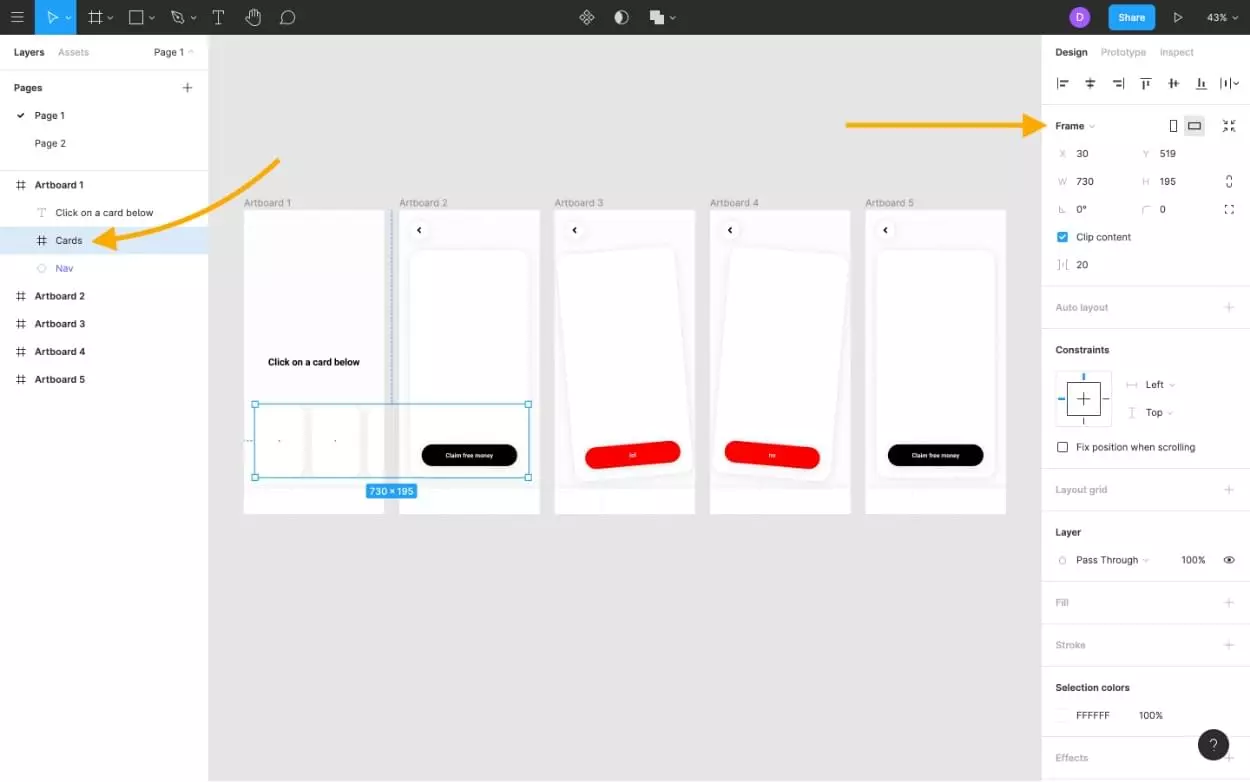 D
Share
43%
Layers
Assets
Page 1
Pages
Page 1
Page 2
Artboard 1
Click on a card below
Cards
Nav
Artboard 2
Artboard 3
Artboard 4
Artboard 5
Artboard 1
Artboard 2
Artboard 3
Artboard 4
Artboard 5
Click on a card below
Claim free money
lol
no
Claim free money
730 × 195
Design
Prototype
Inspect
Frame
X 30
Y 519
W 730
H 195
0°
0
Clip content
20
Auto layout
Constraints
Left
Top
Fix position when scrolling
Layout grid
Layer
Pass Through
100%
Fill
Stroke
Selection colors
FFFFFF
100%
Effects
?